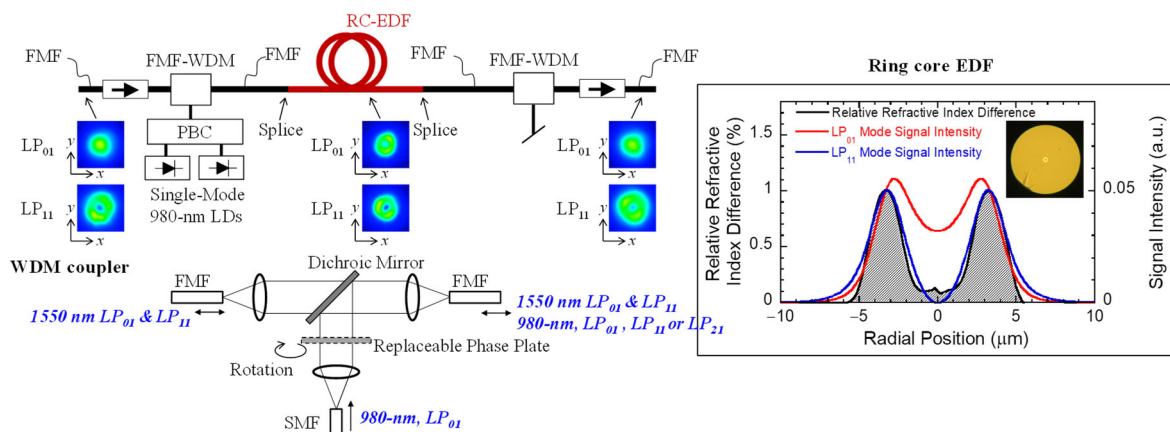 RC-EDF
FMF
FMF-WDM
FMF
FMF
FMF-WDM
FMF
PBC
Splice
Splice
LP01
y
x
LP01
y
x
LP01
y
x
Single-Mode
980-nm LDs
LP11
y
x
LP11
y
x
LP11
y
x
WDM coupler
Dichroic Mirror
FMF
FMF
1550 nm LP01 & LP11
1550 nm LP01 & LP11
980-nm, LP01 , LP11 or LP21
Replaceable Phase Plate
Rotation
SMF
980-nm, LP01
Ring core EDF
Relative Refractive Index Difference
LP01 Mode Signal Intensity
LP11 Mode Signal Intensity
Relative Refractive
Index Difference (%)
1.5
1
0.5
0
Signal Intensity (a.u.)
0.05
0
−10
−5
0
5
10
Radial Position (μm)